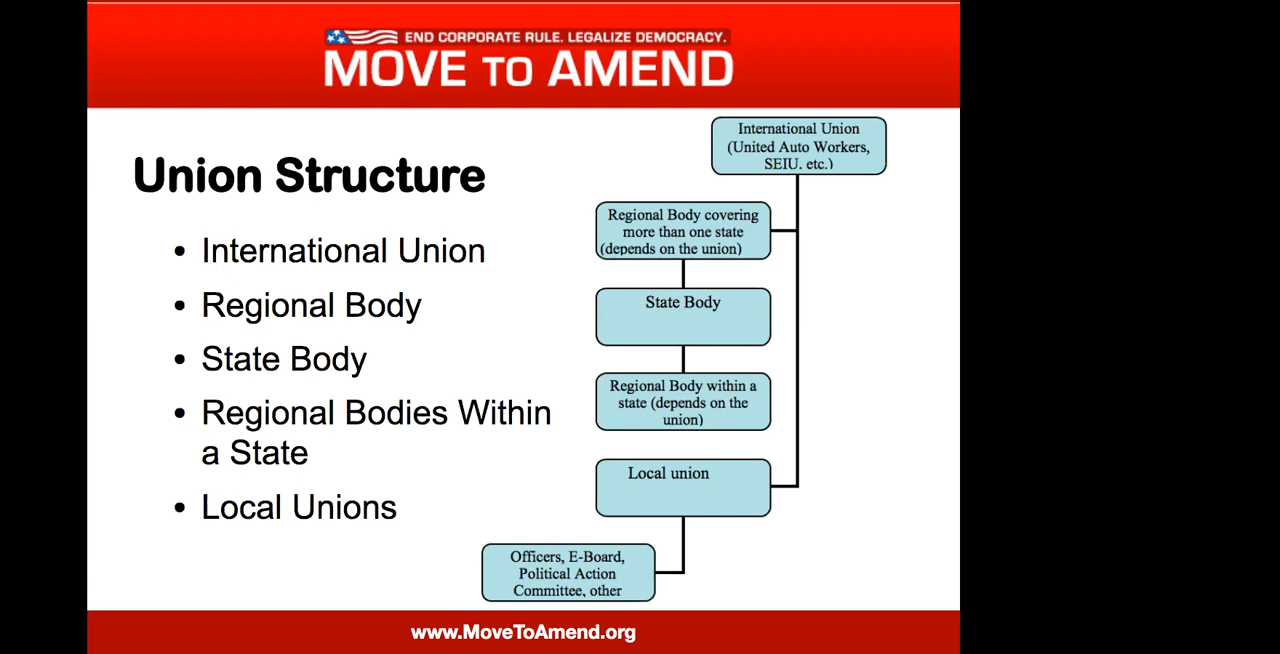 END CORPORATE RULE. LEGALIZE DEMOCRACY.
MOVE TO AMEND
Union Structure
• International Union
• Regional Body
• State Body
• Regional Bodies Within
a State
• Local Unions
International Union
(United Auto Workers,
SEIU, etc.)
Regional Body covering
more than one state
(depends on the union)
State Body
Regional Body within a
state (depends on the
union)
Local union
Officers, E-Board,
Political Action
Committee, other
www.MoveToAmend.org